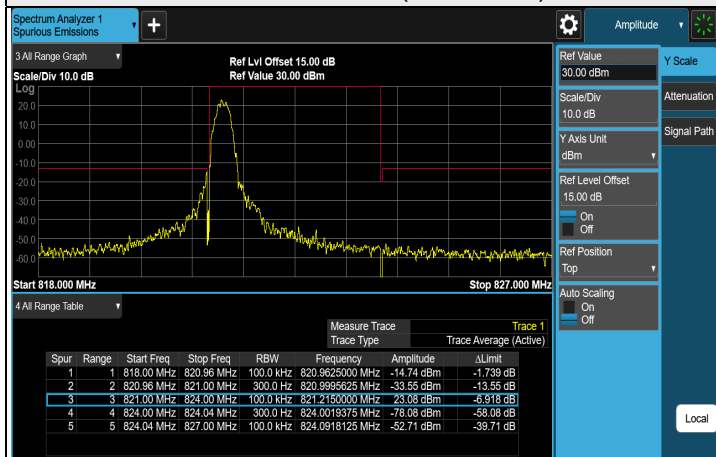 Spectrum Analyzer 1
Spurious Emissions
Amplitude
3 All Range Graph
Ref Lvl Offset 15.00 dB
Scale/Div 10.0 dB
Ref Value 30.00 dBm
Log
20.0
10.0
0.00
-10.0
-20.0
-30.0
-40.0
-50.0
-60.0
Start 818.000 MHz
Stop 827.000 MHz
4 All Range Table
Measure Trace Trace 1
Trace Type Trace Average (Active)
Spur Range Start Freq Stop Freq RBW Frequency Amplitude ΔLimit
1 1 818.00 MHz 820.96 MHz 100.0 kHz 820.9625000 MHz -14.74 dBm -1.739 dB
2 2 820.96 MHz 821.00 MHz 300.0 Hz 820.9995625 MHz -33.55 dBm -13.55 dB
3 3 821.00 MHz 824.00 MHz 100.0 kHz 821.2150000 MHz 23.08 dBm -6.918 dB
4 4 824.00 MHz 824.04 MHz 300.0 Hz 824.0019375 MHz -78.08 dBm -58.08 dB
5 5 824.04 MHz 827.00 MHz 100.0 kHz 824.0918125 MHz -52.71 dBm -39.71 dB
Ref Value
30.00 dBm
Scale/Div
10.0 dB
Y Axis Unit
dBm
Ref Level Offset
15.00 dB
On
Off
Ref Position
Top
Auto Scaling
On
Off
Y Scale
Attenuation
Signal Path
Local